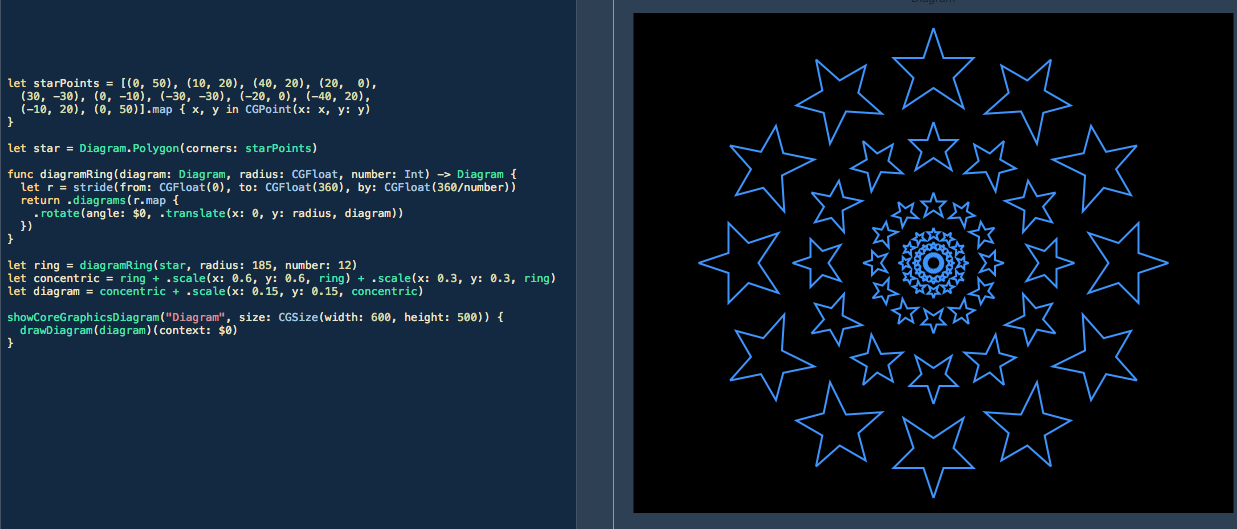 let starPoints = [(0, 50), (10, 20), (40, 20), (20,  0),
  (30, -30), (0, -10), (-30, -30), (-20, 0), (-40, 20),
  (-10, 20), (0, 50)].map { x, y in CGPoint(x: x, y: y)
}
let star = Diagram.Polygon(corners: starPoints)
func diagramRing(diagram: Diagram, radius: CGFloat, number: Int) -> Diagram {
  let r = stride(from: CGFloat(0), to: CGFloat(360), by: CGFloat(360/number))
  return .diagrams(r.map {
    .rotate(angle: $0, .translate(x: 0, y: radius, diagram))
  })
}
let ring = diagramRing(star, radius: 185, number: 12)
let concentric = ring + .scale(x: 0.6, y: 0.6, ring) + .scale(x: 0.3, y: 0.3, ring)
let diagram = concentric + .scale(x: 0.15, y: 0.15, concentric)
showCoreGraphicsDiagram("Diagram", size: CGSize(width: 600, height: 500)) {
  drawDiagram(diagram)(context: $0)
}
Diagram